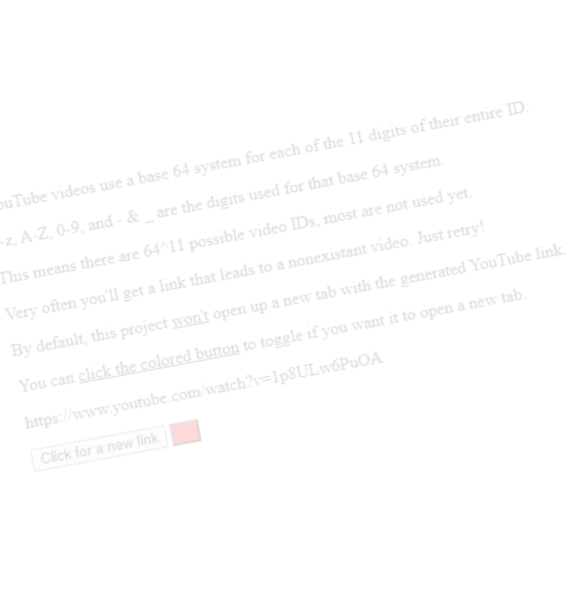 ouTube videos use a base 64 system for each of the 11 digits of their entire ID.
-z, A-Z, 0-9, and - & _ are the digits used for that base 64 system.
This means there are 64^11 possible video IDs, most are not used yet.
Very often you'll get a link that leads to a nonexistant video. Just retry!
By default, this project won't open up a new tab with the generated YouTube link.
You can click the colored button to toggle if you want it to open a new tab.
https://www.youtube.com/watch?v=1p8ULw6PuOA
Click for a new link